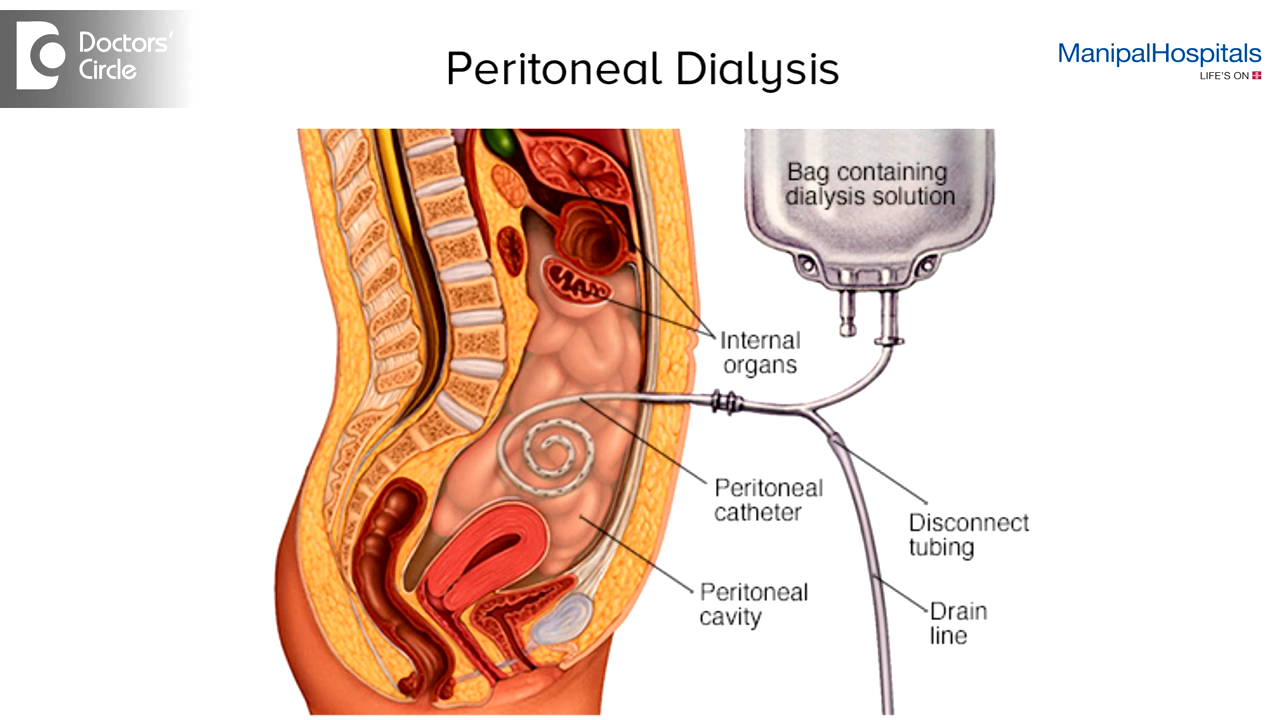 Doctors'
Circle
Peritoneal Dialysis
ManipalHospitals
LIFE'S ON
Bag containing
dialysis solution
Internal
organs
Peritoneal
catheter
Disconnect
tubing
Peritoneal
cavity
Drain
line